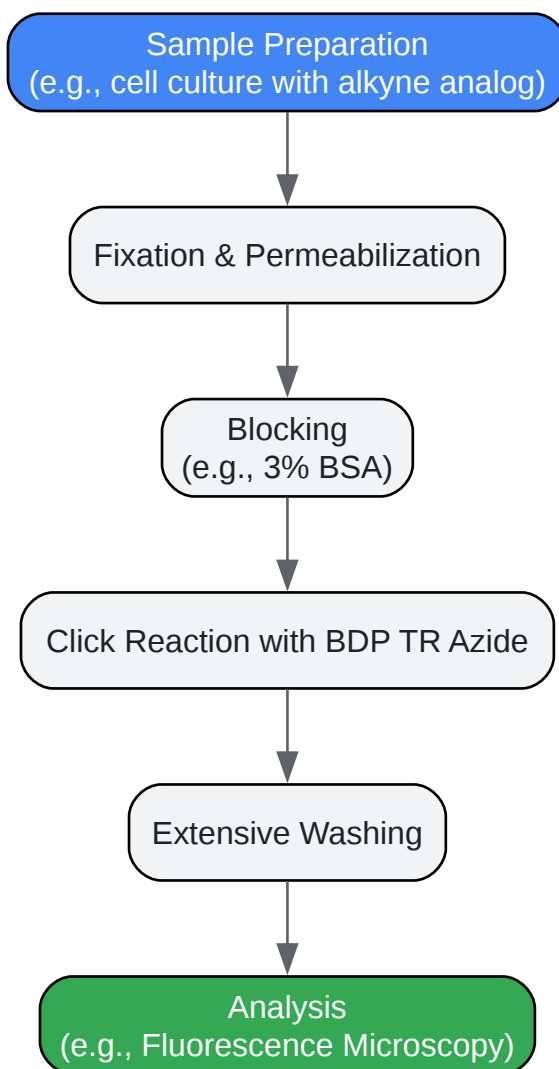 Sample Preparation
(e.g., cell culture with alkyne analog)
Fixation & Permeabilization
Blocking
(e.g., 3% BSA)
Click Reaction with BDP TR Azide
Extensive Washing
Analysis
(e.g., Fluorescence Microscopy)